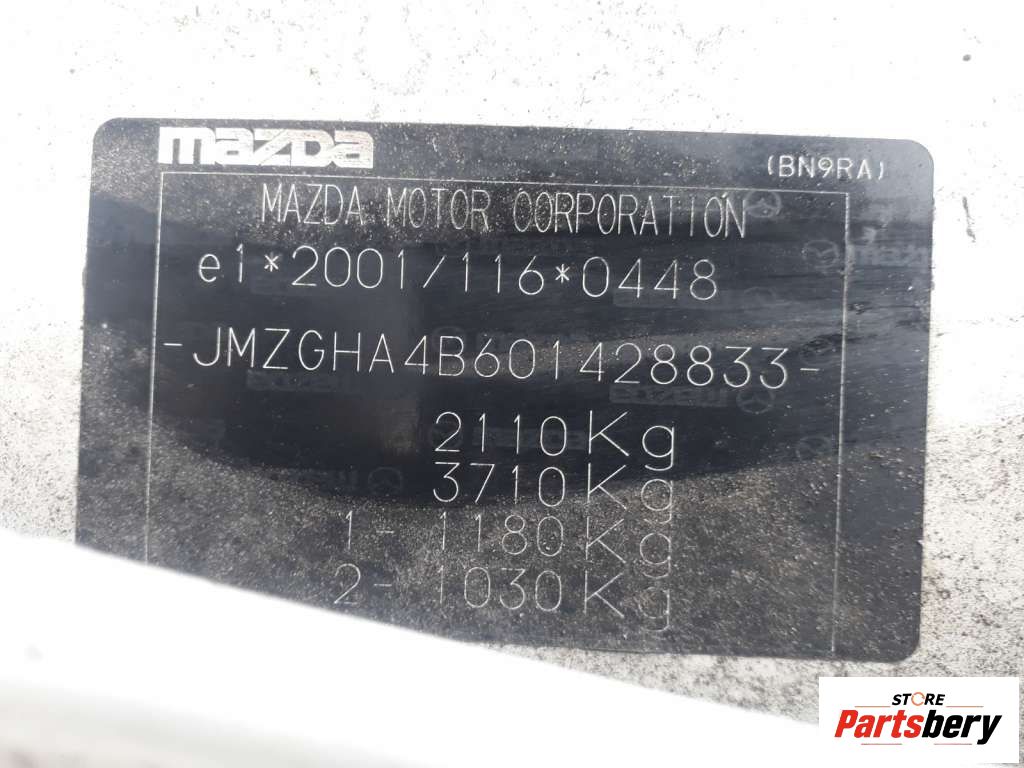 mazda
(BN9RA)
MAZDA MOTOR CORPORATION
e1*2001/116*0448
-JMZGHA4B601428833-
2110Kg
3710Kg
1- 1180Kg
2- 1030Kg
STORE
Partsbery